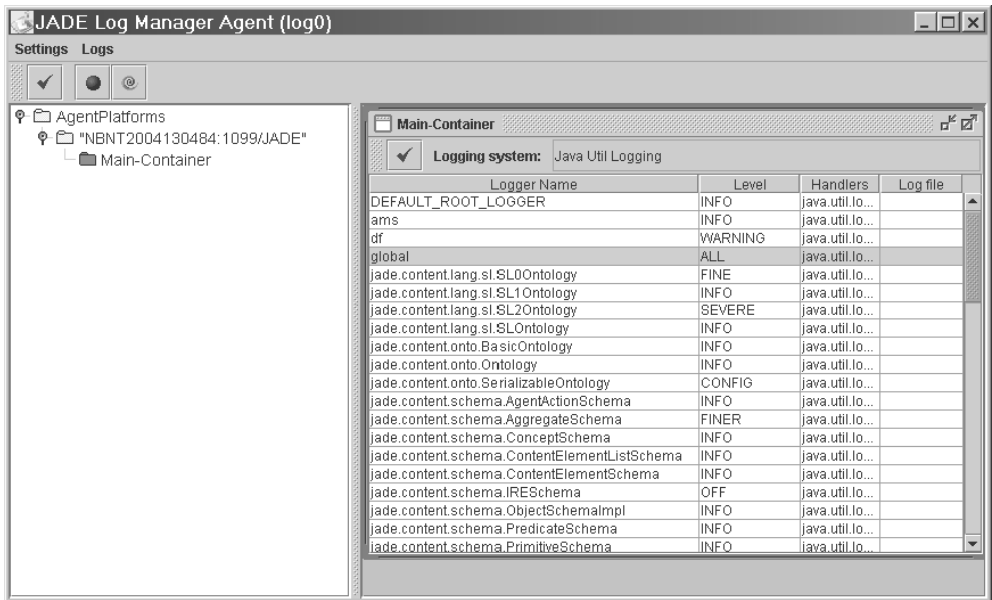 JADE Log Manager Agent (log0)
Settings Logs
AgentPlatforms
"NBNT2004130484:1099/JADE"
Main-Container
Main-Container
Logging system: Java Util Logging
Logger Name Level Handlers Log file
DEFAULT_ROOT_LOGGER INFO java.util.lo...
ams INFO java.util.lo...
df WARNING java.util.lo...
global ALL java.util.lo...
jade.content.lang.sl.SL0Ontology FINE java.util.lo...
jade.content.lang.sl.SL1Ontology INFO java.util.lo...
jade.content.lang.sl.SL2Ontology SEVERE java.util.lo...
jade.content.lang.sl.SLOntology INFO java.util.lo...
jade.content.onto.BasicOntology INFO java.util.lo...
jade.content.onto.Ontology INFO java.util.lo...
jade.content.onto.SerializableOntology CONFIG java.util.lo...
jade.content.schema.AgentActionSchema INFO java.util.lo...
jade.content.schema.AggregateSchema FINER java.util.lo...
jade.content.schema.ConceptSchema INFO java.util.lo...
jade.content.schema.ContentElementListSchema INFO java.util.lo...
jade.content.schema.ContentElementSchema INFO java.util.lo...
jade.content.schema.IRESchema OFF java.util.lo...
jade.content.schema.ObjectSchemaImpl INFO java.util.lo...
jade.content.schema.PredicateSchema INFO java.util.lo...
jade.content.schema.PrimitiveSchema INFO java.util.lo...